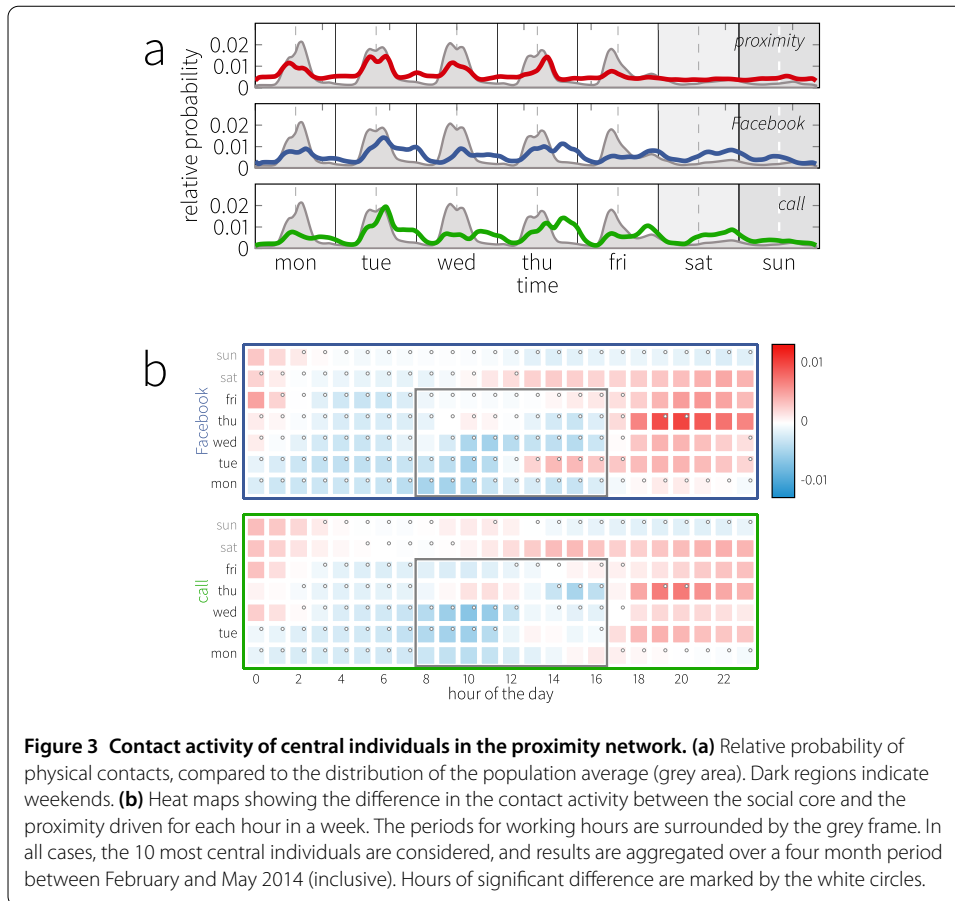 a
relative probability
0.02
0.01
0
proximity
0.02
0.01
0
Facebook
0.02
0.01
0
call
mon tue wed thu fri sat sun
time
b
Facebook
sun
sat
fri
thu
wed
tue
mon
0.01
0
-0.01
call
sun
sat
fri
thu
wed
tue
mon
0 2 4 6 8 10 12 14 16 18 20 22
hour of the day
Figure 3 Contact activity of central individuals in the proximity network. (a) Relative probability of
physical contacts, compared to the distribution of the population average (grey area). Dark regions indicate
weekends. (b) Heat maps showing the difference in the contact activity between the social core and the
proximity driven for each hour in a week. The periods for working hours are surrounded by the grey frame. In
all cases, the 10 most central individuals are considered, and results are aggregated over a four month period
between February and May 2014 (inclusive). Hours of significant difference are marked by the white circles.